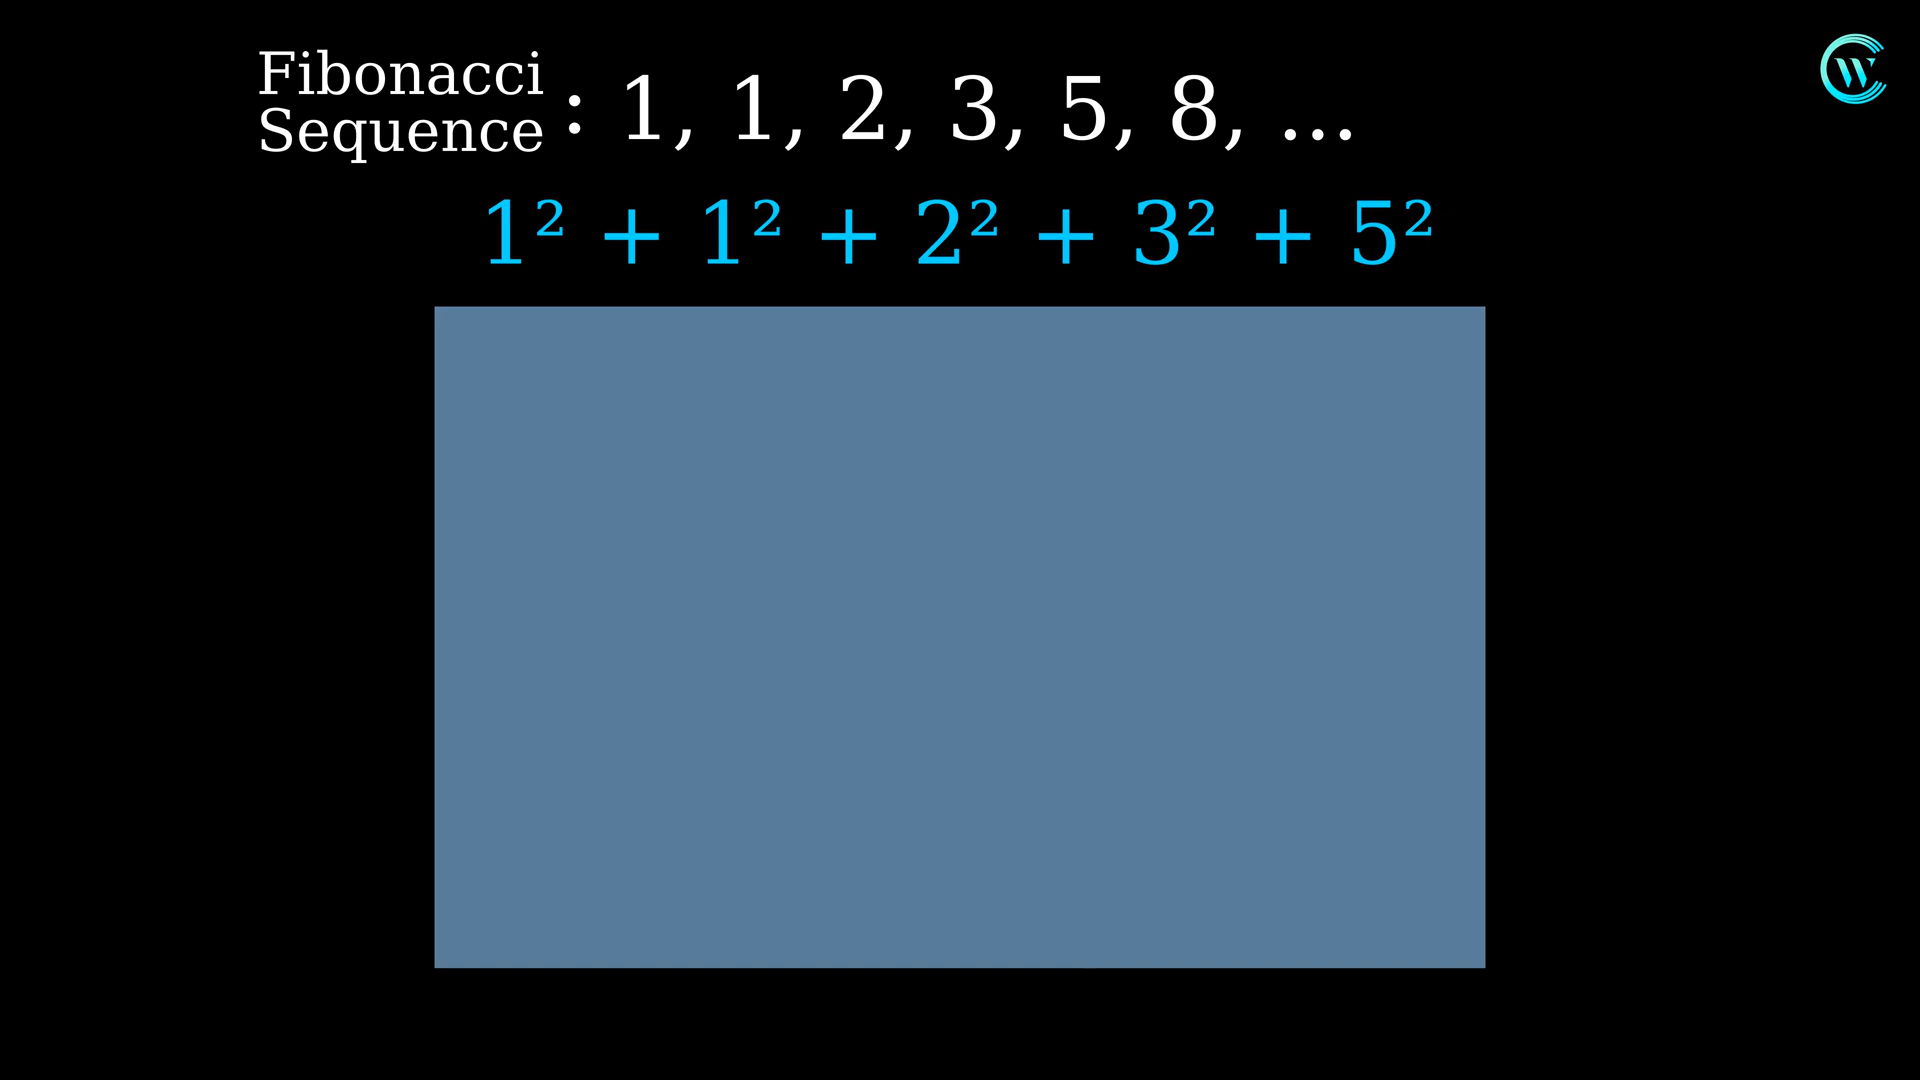 Fibonacci
Sequence : 1, 1, 2, 3, 5, 8, ...
1² + 1² + 2² + 3² + 5²